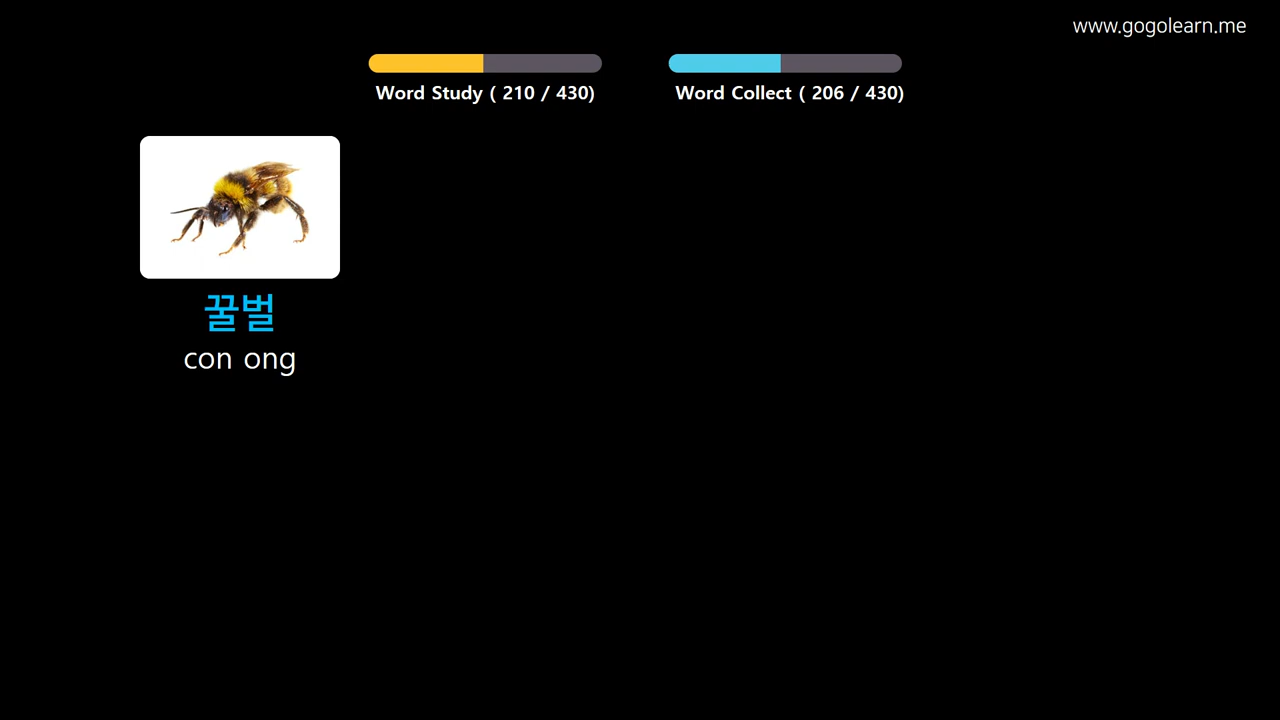 www.gogolearn.me
Word Study ( 210 / 430)
Word Collect ( 206 / 430)
꿀벌
con ong